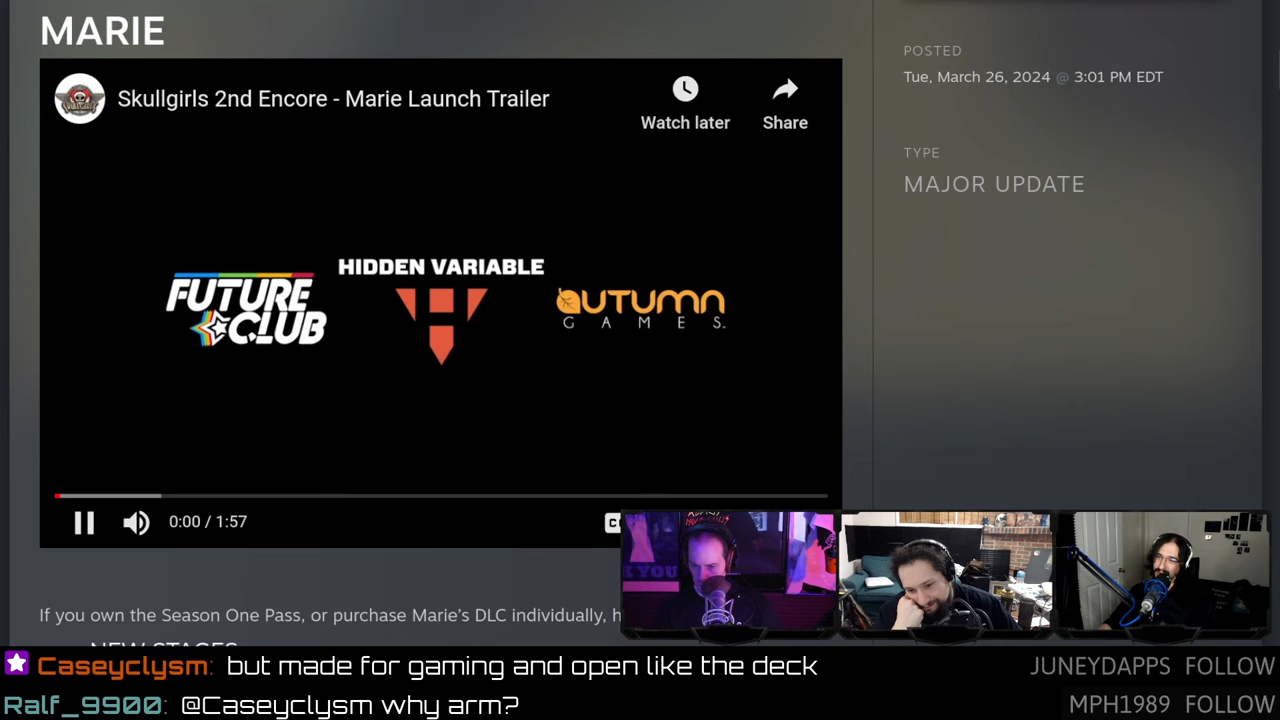 MARIE
Skullgirls 2nd Encore - Marie Launch Trailer
Watch later
Share
FUTURE CLUB
HIDDEN VARIABLE
AUTUMN GAMES
0:00 / 1:57
POSTED
Tue, March 26, 2024 @ 3:01 PM EDT
TYPE
MAJOR UPDATE
If you own the Season One Pass, or purchase Marie's DLC individually, h
NEW STAGES
K YOU
Caseyclysm: but made for gaming and open like the deck
Ralf_9900: @Caseyclysm why arm?
JUNEYDAPPS FOLLOW
MPH1989 FOLLOW